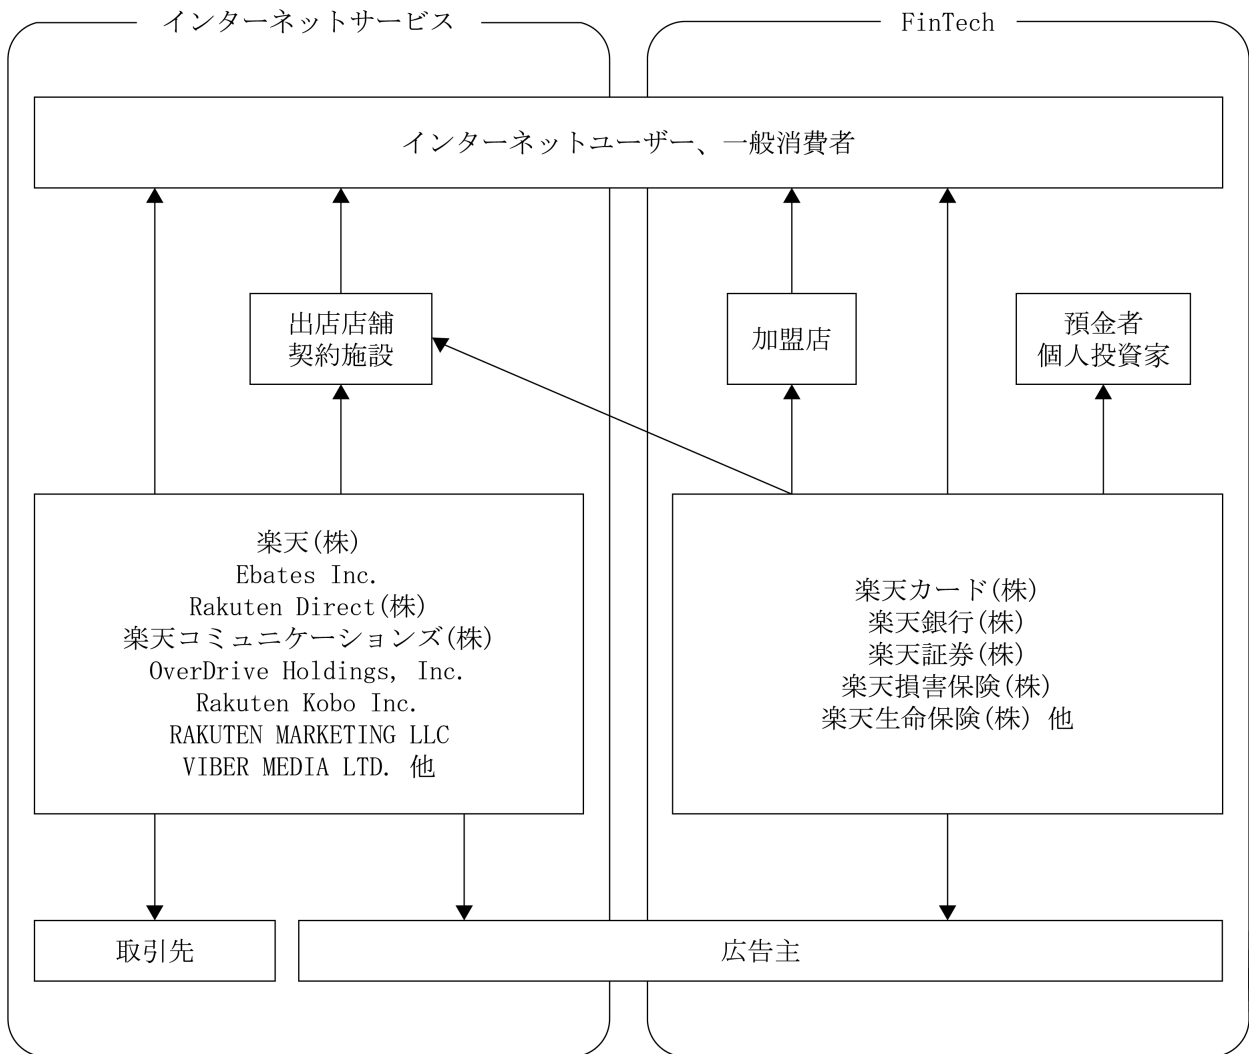 インターネットサービス
FinTech
インターネットユーザー、一般消費者
出店店舗
契約施設
加盟店
預金者
個人投資家
楽天(株)
Ebates Inc.
Rakuten Direct(株)
楽天コミュニケーションズ(株)
OverDrive Holdings, Inc.
Rakuten Kobo Inc.
RAKUTEN MARKETING LLC
VIBER MEDIA LTD. 他
楽天カード(株)
楽天銀行(株)
楽天証券(株)
楽天損害保険(株)
楽天生命保険(株) 他
取引先
広告主